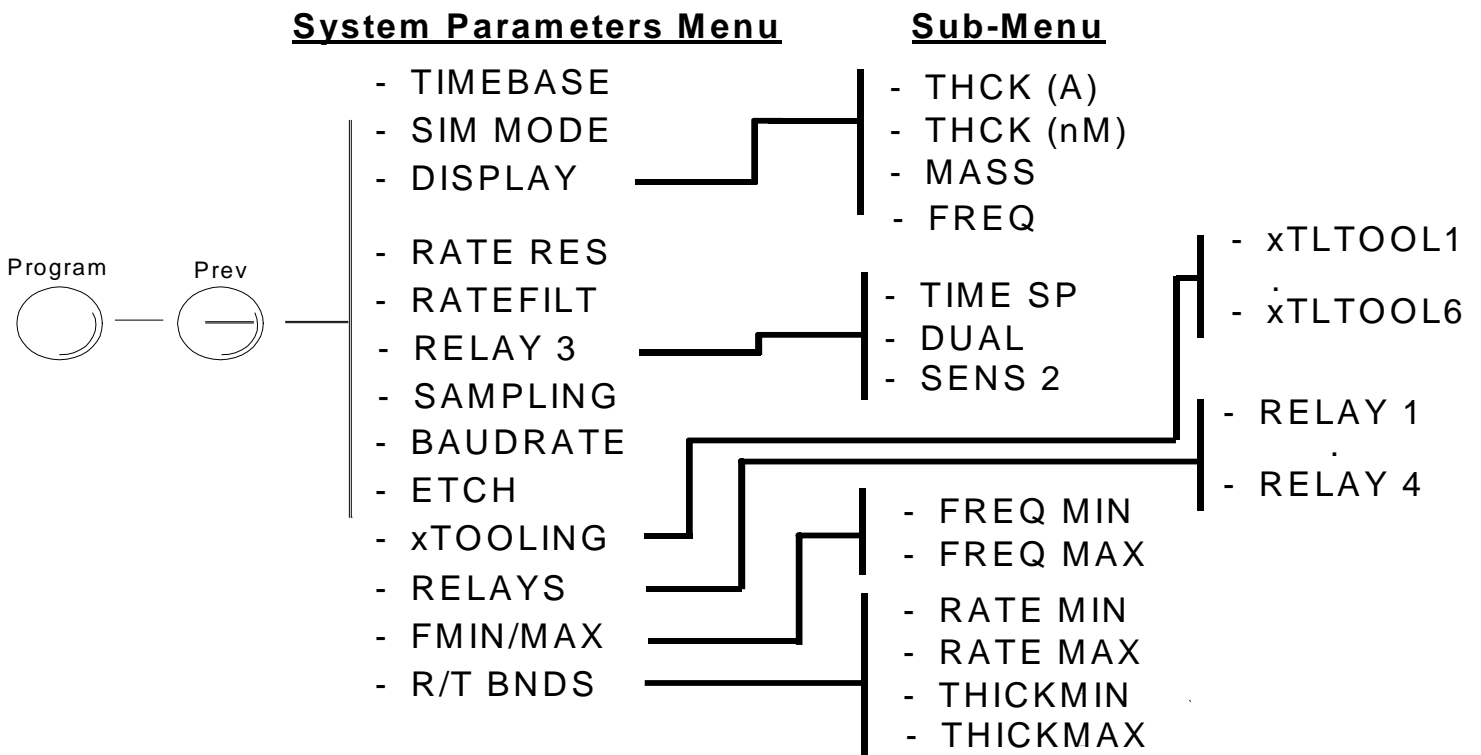 System Parameters Menu
Sub-Menu
Program
Prev
- TIMEBASE
- SIM MODE
- DISPLAY
- RATE RES
- RATEFILT
- RELAY 3
- SAMPLING
- BAUDRATE
- ETCH
- xTOOLING
- RELAYS
- FMIN/MAX
- R/T BNDS
- THCK (A)
- THCK (nM)
- MASS
- FREQ
- TIME SP
- DUAL
- SENS 2
- FREQ MIN
- FREQ MAX
- RATE MIN
- RATE MAX
- THICKMIN
- THICKMAX
- xTLTOOL1
.
- xTLTOOL6
- RELAY 1
.
- RELAY 4